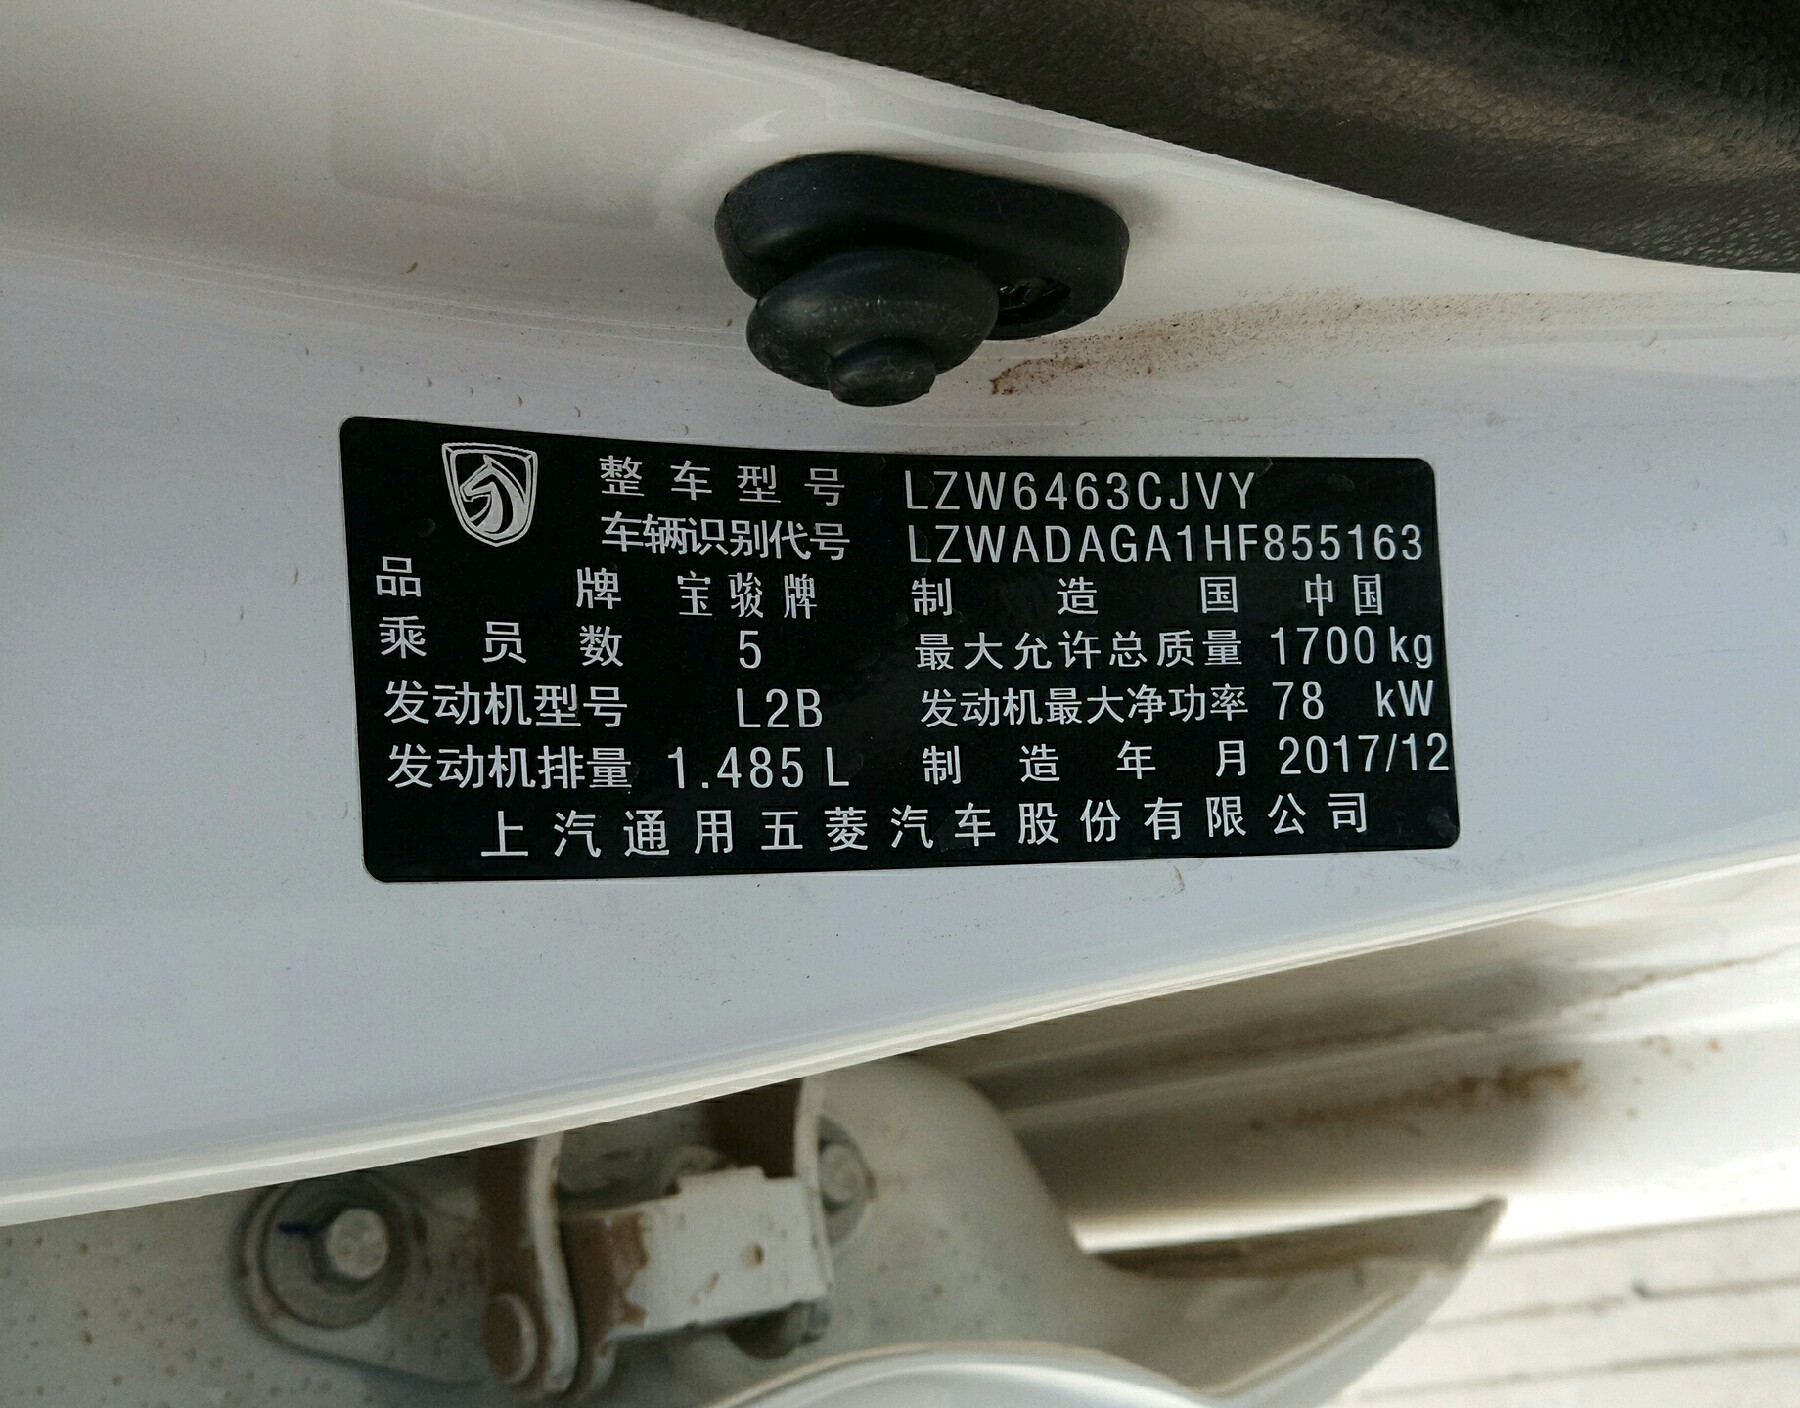 整车型号 LZW6463CJVY
车辆识别代号 LZWADAGA1HF855163
品牌 宝骏牌 制造国 中国
乘员数 5 最大允许总质量 1700kg
发动机型号 L2B 发动机最大净功率 78 kW
发动机排量 1.485 L 制造年月 2017/12
上汽通用五菱汽车股份有限公司